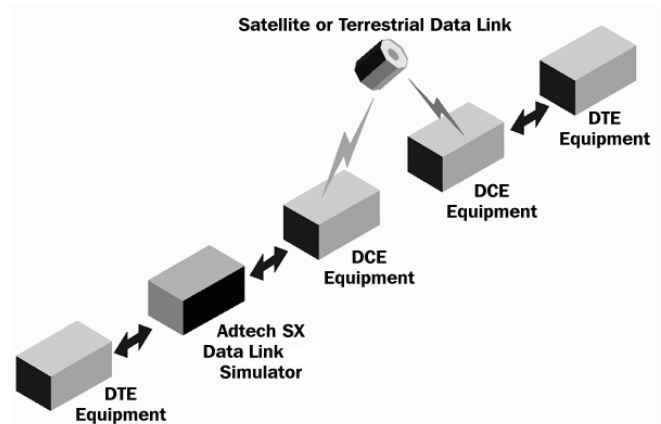 Satellite or Terrestrial Data Link
DTE
Equipment
DCE
Equipment
DCE
Equipment
Adtech SX
Data Link
Simulator
DTE
Equipment